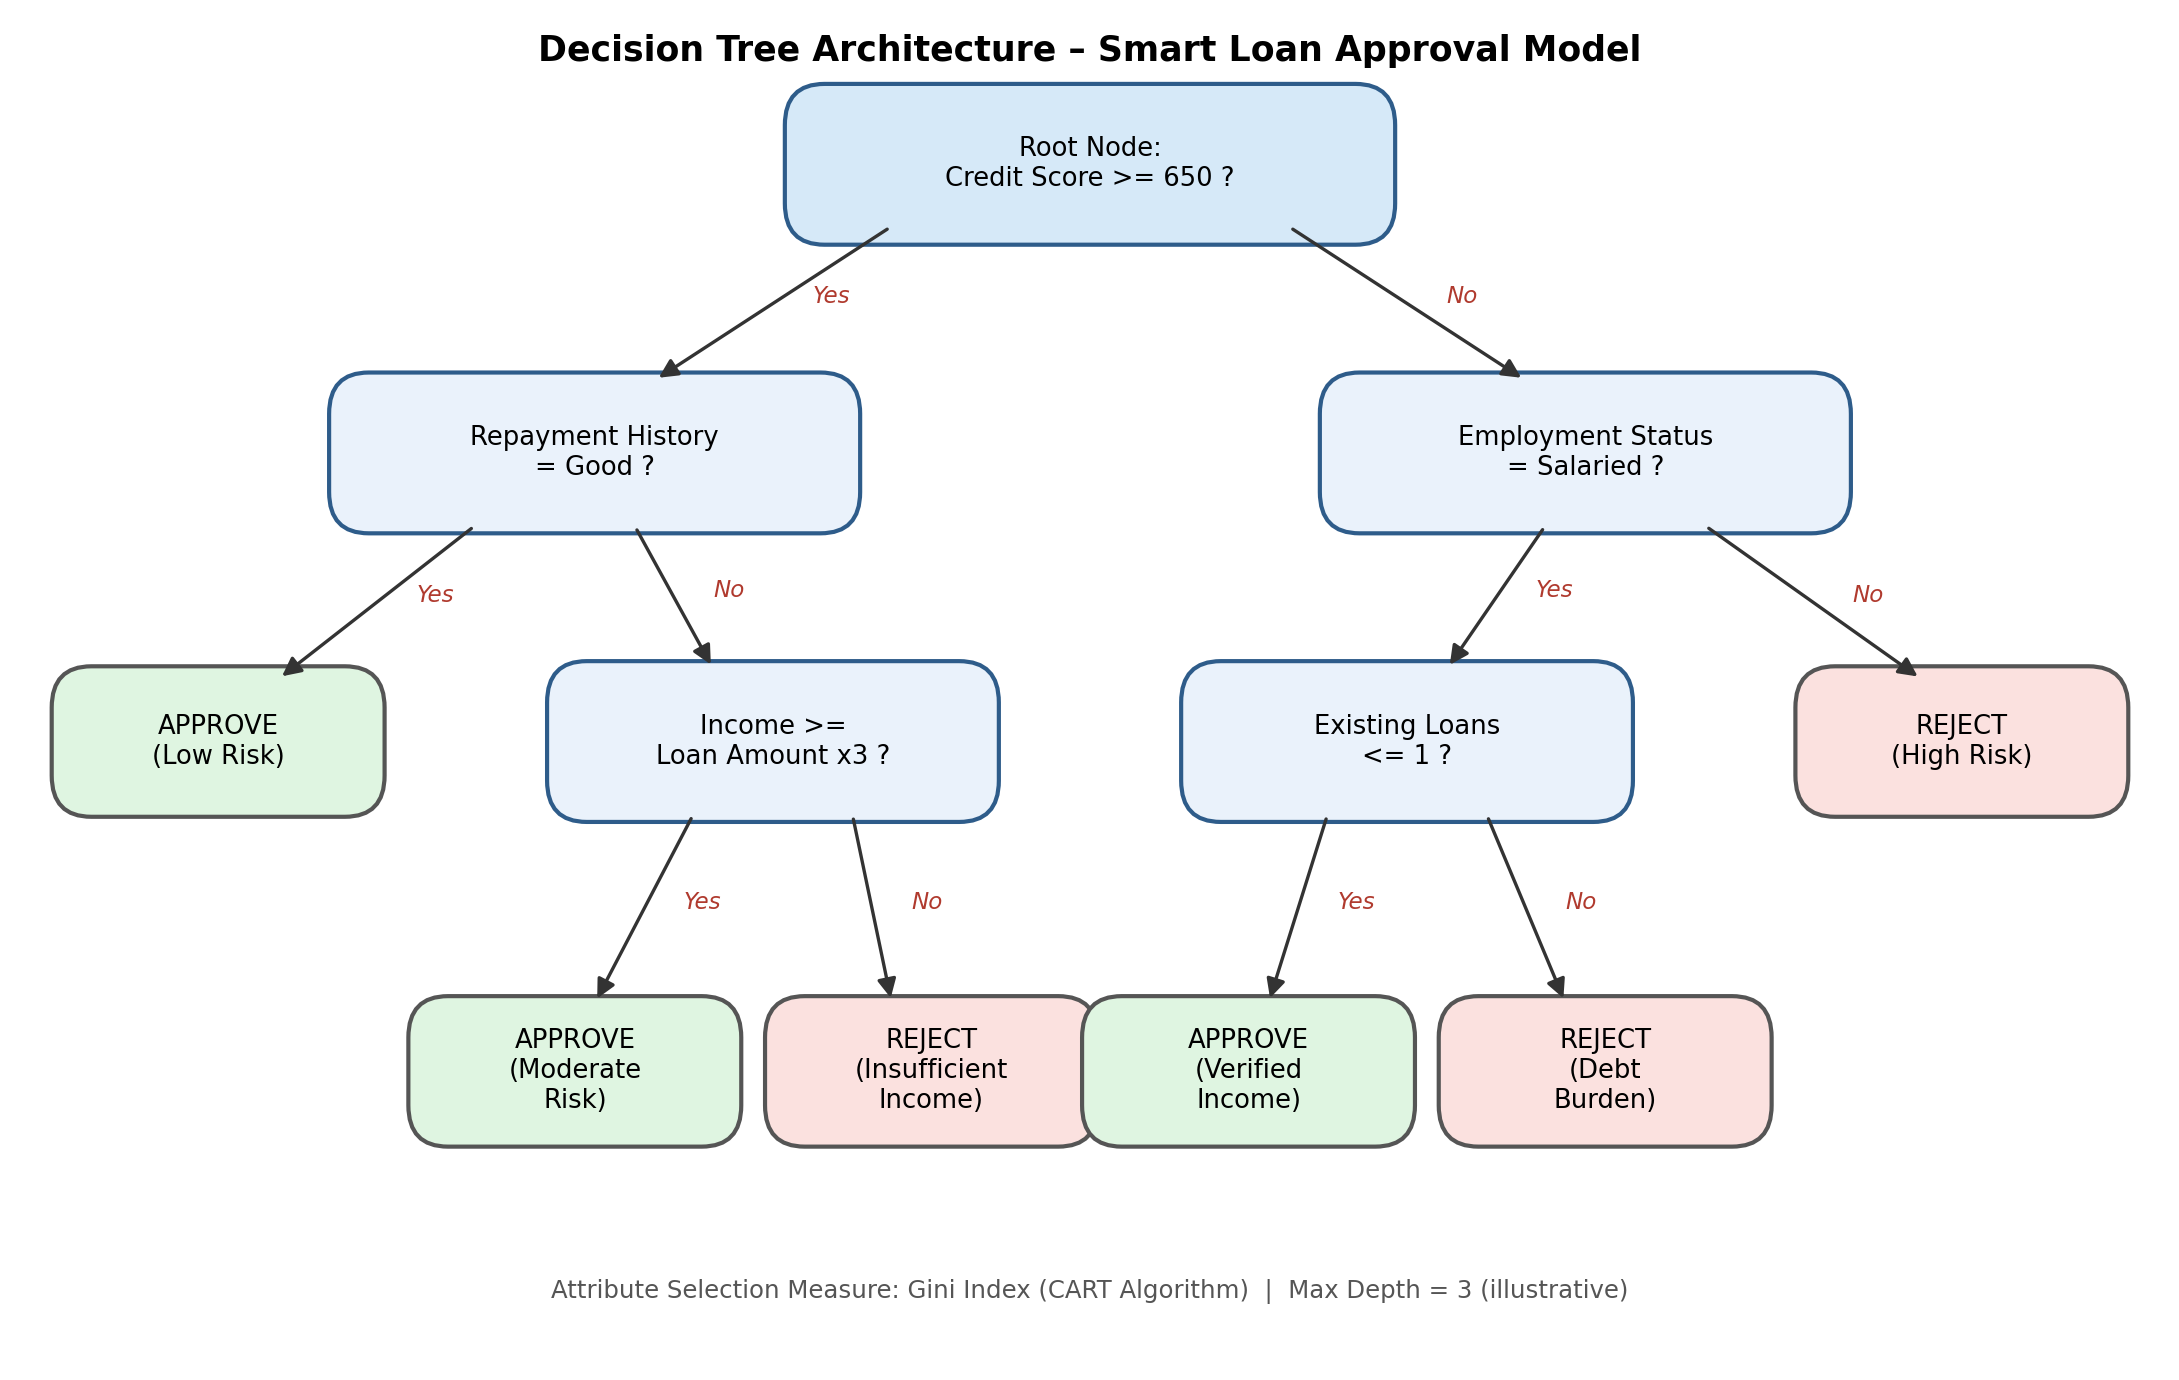 Decision Tree Architecture – Smart Loan Approval Model
Root Node:
Credit Score >= 650 ?
Yes
No
Repayment History
= Good ?
Employment Status
= Salaried ?
Yes
No
Yes
No
APPROVE
(Low Risk)
Income >=
Loan Amount x3 ?
Existing Loans
<= 1 ?
REJECT
(High Risk)
Yes
No
Yes
No
APPROVE
(Moderate
Risk)
REJECT
(Insufficient
Income)
APPROVE
(Verified
Income)
REJECT
(Debt
Burden)
Attribute Selection Measure: Gini Index (CART Algorithm)  |  Max Depth = 3 (illustrative)